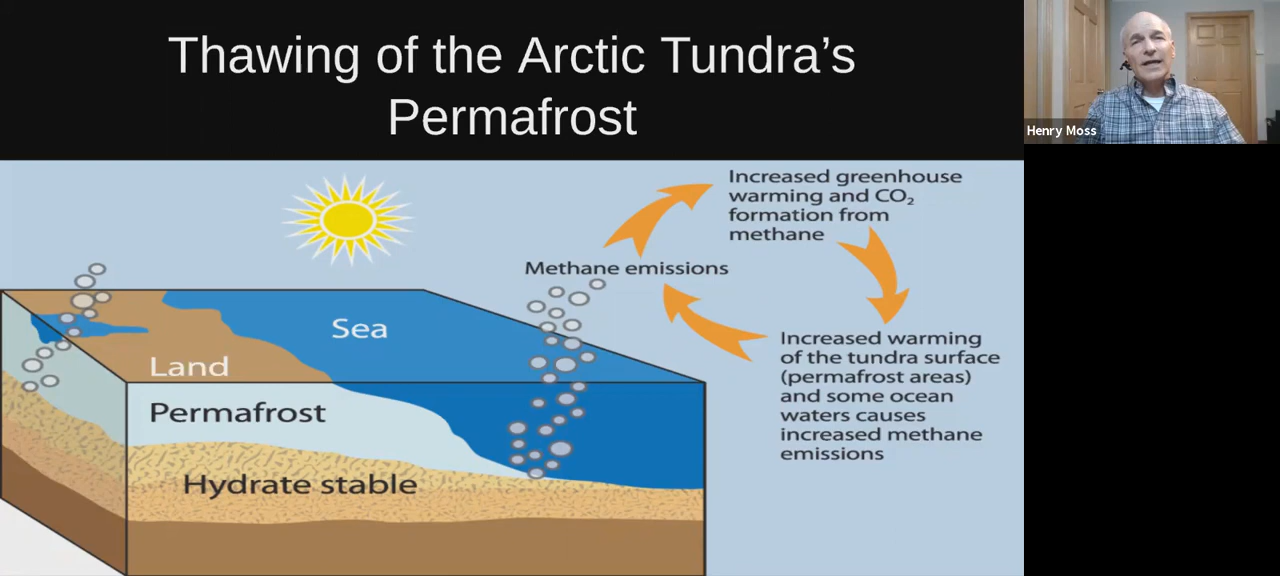 Thawing of the Arctic Tundra’s
Permafrost
Henry Moss
Increased greenhouse
warming and CO₂
formation from
methane
Methane emissions
Sea
Land
Permafrost
Hydrate stable
Increased warming
of the tundra surface
(permafrost areas)
and some ocean
waters causes
increased methane
emissions